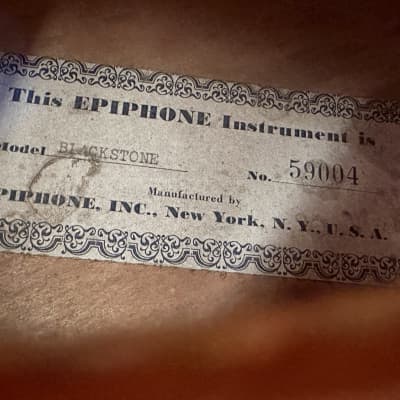 This EPIPHONE Instrument is
Model BLACKSTONE No. 59004
Manufactured by
EPIPHONE, INC., New York, N. Y., U. S. A.